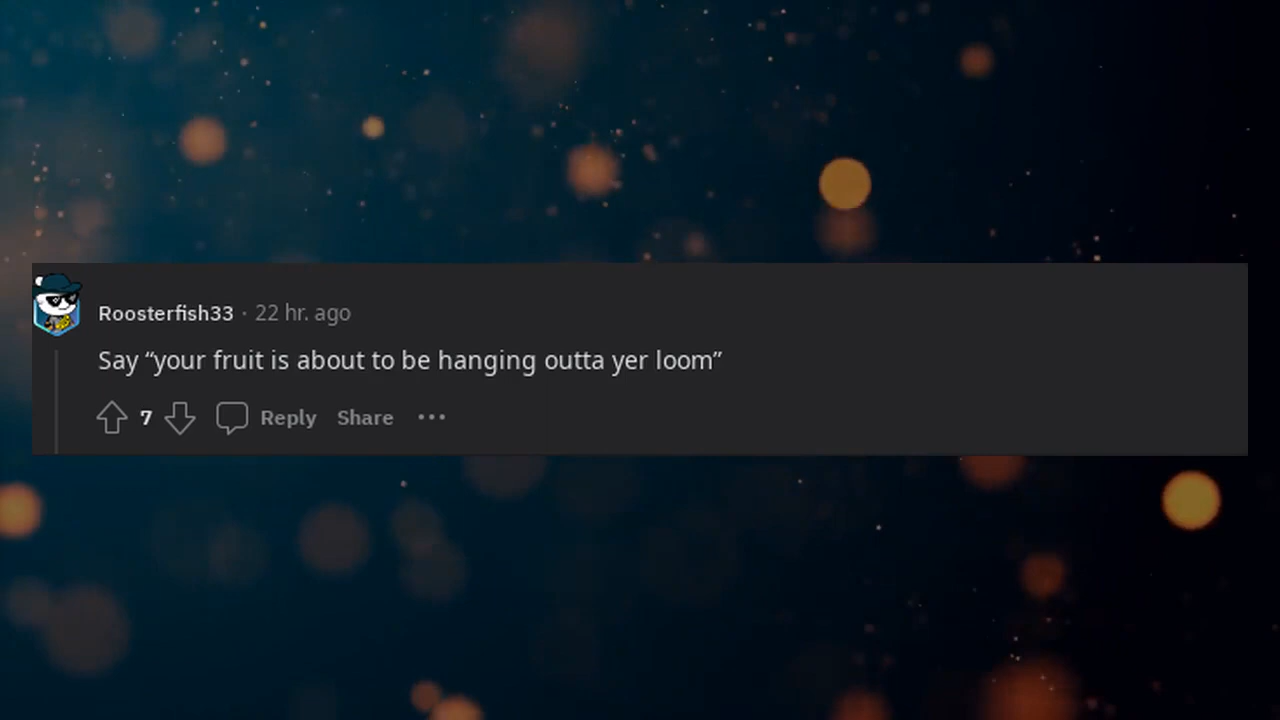 Roosterfish33 · 22 hr. ago
Say “your fruit is about to be hanging outta yer loom”
7 Reply Share ···